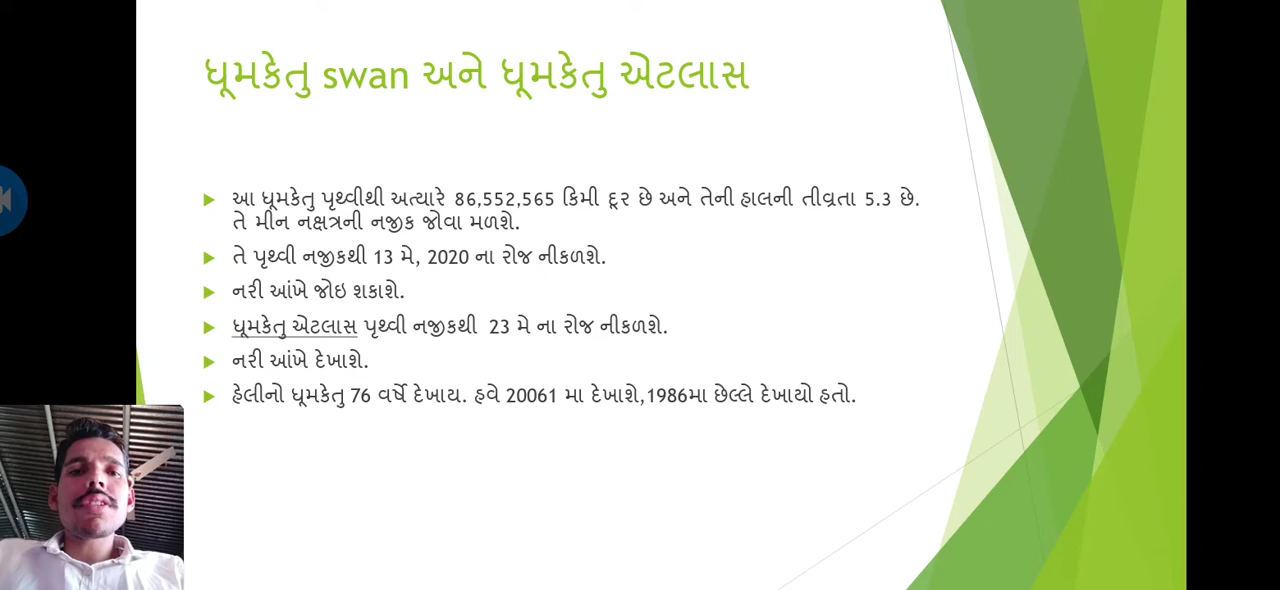 ધૂમકેતુ swan અને ધૂમકેતુ એટલાસ
આ ધૂમકેતુ પૃથ્વીથી અત્યારે 86,552,565 કિમી દૂર છે અને તેની હાલની તીવ્રતા 5.3 છે.
તે મીન નક્ષત્રની નજીક જોવા મળશે.
તે પૃથ્વી નજીકથી 13 મે, 2020 ના રોજ નીકળશે.
નરી આંખે જોઇ શકાશે.
ધૂમકેતુ એટલાસ પૃથ્વી નજીકથી 23 મે ના રોજ નીકળશે.
નરી આંખે દેખાશે.
હેલીનો ધૂમકેતુ 76 વર્ષે દેખાય. હવે 20061 મા દેખાશે,1986મા છેલ્લે દેખાયો હતો.